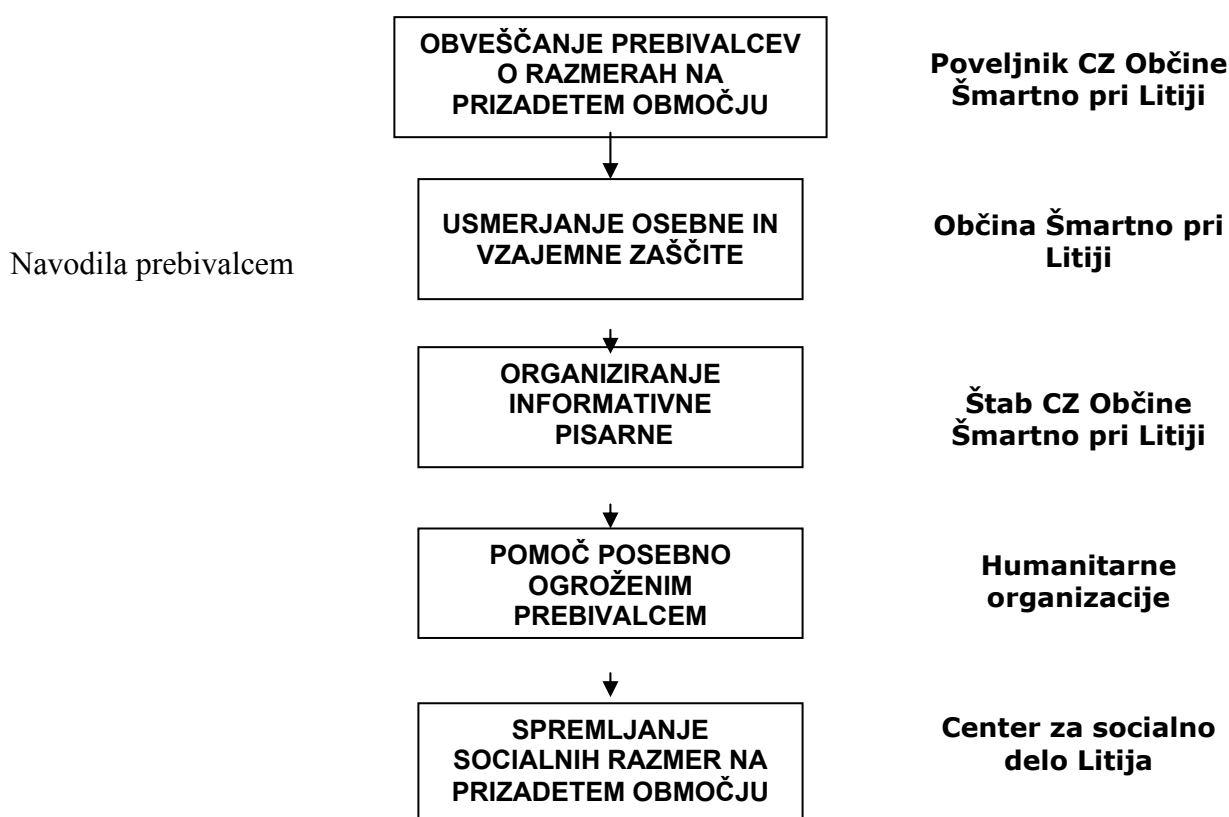 OBVEŠČANJE PREBIVALCEV
O RAZMERAH NA
PRIZADETEM OBMOČJU
Poveljnik CZ Občine
Šmartno pri Litiji
Navodila prebivalcem
USMERJANJE OSEBNE IN
VZAJEMNE ZAŠČITE
Občina Šmartno pri
Litiji
ORGANIZIRANJE
INFORMATIVNE
PISARNE
Štab CZ Občine
Šmartno pri Litiji
POMOČ POSEBNO
OGROŽENIM
PREBIVALCEM
Humanitarne
organizacije
SPREMLJANJE
SOCIALNIH RAZMER NA
PRIZADETEM OBMOČJU
Center za socialno
delo Litija